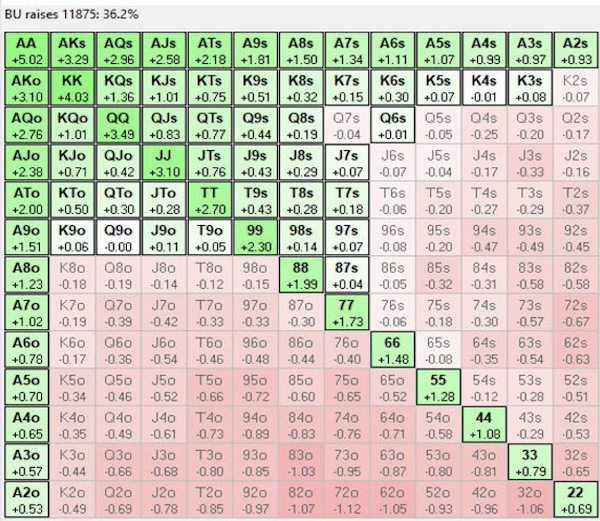 BU raises 11875: 36.2%
AA AKs AQs AJs ATs A9s A8s A7s A6s A5s A4s A3s A2s
+5.02 +3.29 +2.96 +2.58 +2.18 +1.81 +1.50 +1.34 +1.11 +1.07 +0.99 +0.97 +0.93
AKo KK KQs KJs KTs K9s K8s K7s K6s K5s K4s K3s K2s
+3.10 +4.03 +1.36 +1.01 +0.75 +0.51 +0.32 +0.15 +0.30 +0.07 -0.01 +0.08 -0.07
AQo KQo QQ QJs QTs Q9s Q8s Q7s Q6s Q5s Q4s Q3s Q2s
+2.76 +1.01 +3.49 +0.83 +0.77 +0.44 +0.19 -0.04 +0.01 -0.05 -0.25 -0.20 -0.17
AJo KJo QJo JJ JTs J9s J8s J7s J6s J5s J4s J3s J2s
+2.38 +0.71 +0.42 +3.10 +0.76 +0.43 +0.29 +0.07 -0.07 -0.04 -0.17 -0.33 -0.16
ATo KTo QTo JTo TT T9s T8s T7s T6s T5s T4s T3s T2s
+2.00 +0.50 +0.30 +0.28 +2.70 +0.43 +0.28 +0.18 -0.06 -0.20 -0.27 -0.29 -0.37
A9o K9o Q9o J9o T9o 99 98s 97s 96s 95s 94s 93s 92s
+1.51 +0.06 -0.00 +0.11 +0.05 +2.30 +0.14 +0.07 -0.08 -0.20 -0.47 -0.49 -0.45
A8o K8o Q8o J8o T8o 98o 88 87s 86s 85s 84s 83s 82s
+1.23 -0.18 -0.19 -0.14 -0.12 -0.15 +1.99 +0.04 -0.05 -0.32 -0.31 -0.58 -0.58
A7o K7o Q7o J7o T7o 97o 87o 77 76s 75s 74s 73s 72s
+1.02 -0.19 -0.39 -0.42 -0.33 -0.33 -0.30 +1.73 -0.06 -0.18 -0.30 -0.57 -0.67
A6o K6o Q6o J6o T6o 96o 86o 76o 66 65s 64s 63s 62s
+0.78 -0.17 -0.36 -0.54 -0.46 -0.48 -0.44 -0.40 +1.48 -0.08 -0.35 -0.54 -0.63
A5o K5o Q5o J5o T5o 95o 85o 75o 65o 55 54s 53s 52s
+0.70 -0.34 -0.46 -0.52 -0.66 -0.72 -0.60 -0.65 -0.52 +1.28 -0.12 -0.28 -0.51
A4o K4o Q4o J4o T4o 94o 84o 74o 64o 54o 44 43s 42s
+0.65 -0.35 -0.49 -0.61 -0.73 -0.89 -0.83 -0.76 -0.71 -0.58 +1.08 -0.29 -0.53
A3o K3o Q3o J3o T3o 93o 83o 73o 63o 53o 43o 33 32s
+0.57 -0.44 -0.66 -0.68 -0.80 -0.85 -1.03 -0.95 -0.87 -0.80 -0.81 +0.79 -0.65
A2o K2o Q2o J2o T2o 92o 82o 72o 62o 52o 42o 32o 22
+0.53 -0.49 -0.69 -0.78 -0.85 -0.97 -1.07 -1.12 -1.05 -0.93 -0.96 -1.06 +0.69